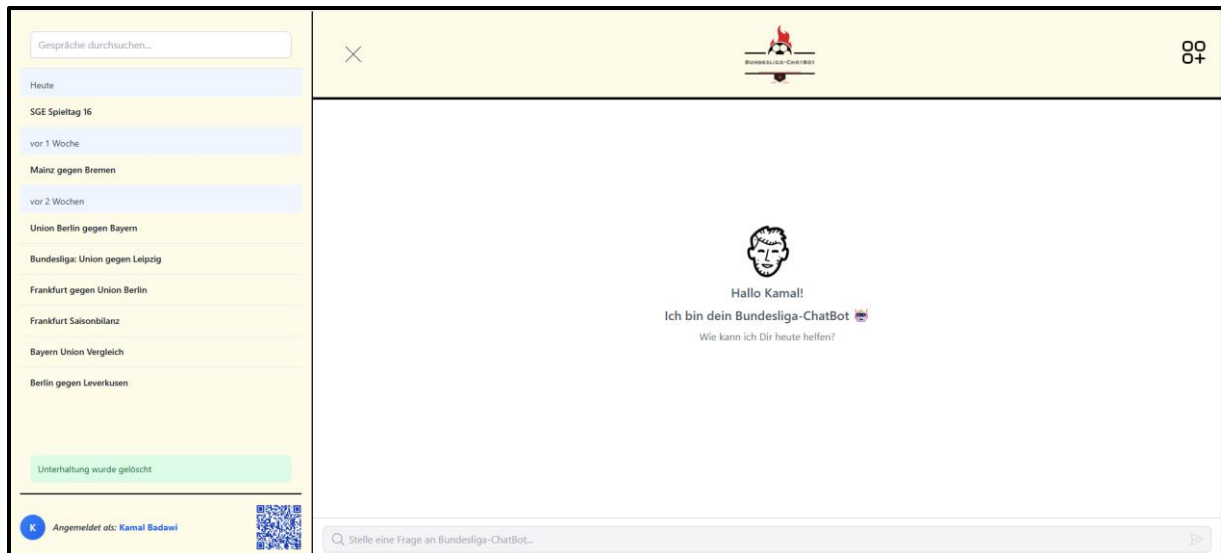 Gespräche durchsuchen...
Heute
SGE Spieltag 16
vor 1 Woche
Mainz gegen Bremen
vor 2 Wochen
Union Berlin gegen Bayern
Bundesliga: Union gegen Leipzig
Frankfurt gegen Union Berlin
Frankfurt Saisonbilanz
Bayern Union Vergleich
Berlin gegen Leverkusen
Unterhaltung wurde gelöscht
K
Angemeldet als: Kamal Badawi
Bundesliga-ChatBot
Hallo Kamal!
Ich bin dein Bundesliga-ChatBot
Wie kann ich Dir heute helfen?
Stelle eine Frage an Bundesliga-ChatBot...